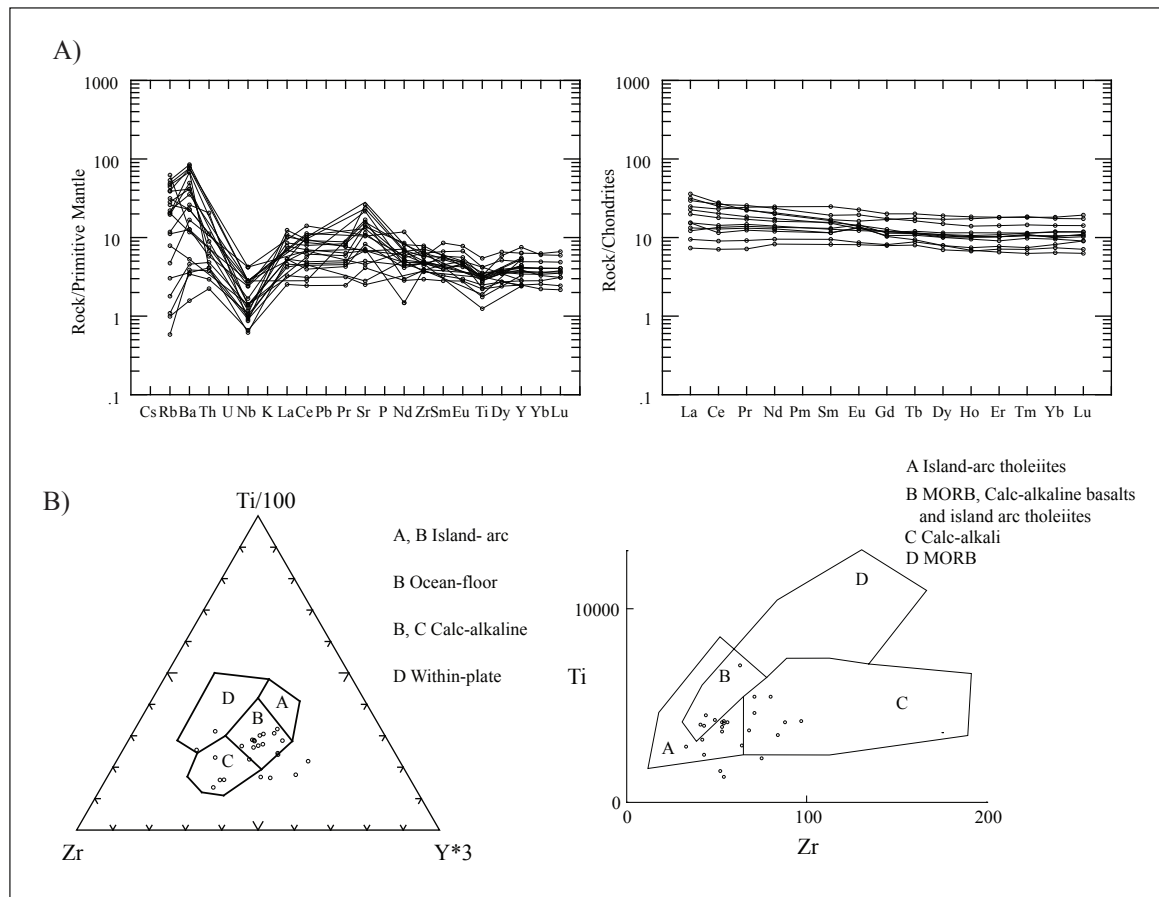 A)
1000
100
10
1
.1
Rock/Primitive Mantle
Cs Rb Ba Th U Nb K La Ce Pb Pr Sr P Nd Zr Sm Eu Ti Dy Y Yb Lu
1000
100
10
1
.1
Rock/Chondrites
La Ce Pr Nd Pm Sm Eu Gd Tb Dy Ho Er Tm Yb Lu
B)
Ti/100
Zr
Y*3
D
A
B
C
A, B Island- arc
B Ocean-floor
B, C Calc-alkaline
D Within-plate
A Island-arc tholeiites
B MORB, Calc-alkaline basalts
and island arc tholeiites
C Calc-alkali
D MORB
10000
Ti
0
0
100
200
Zr
D
B
C
A